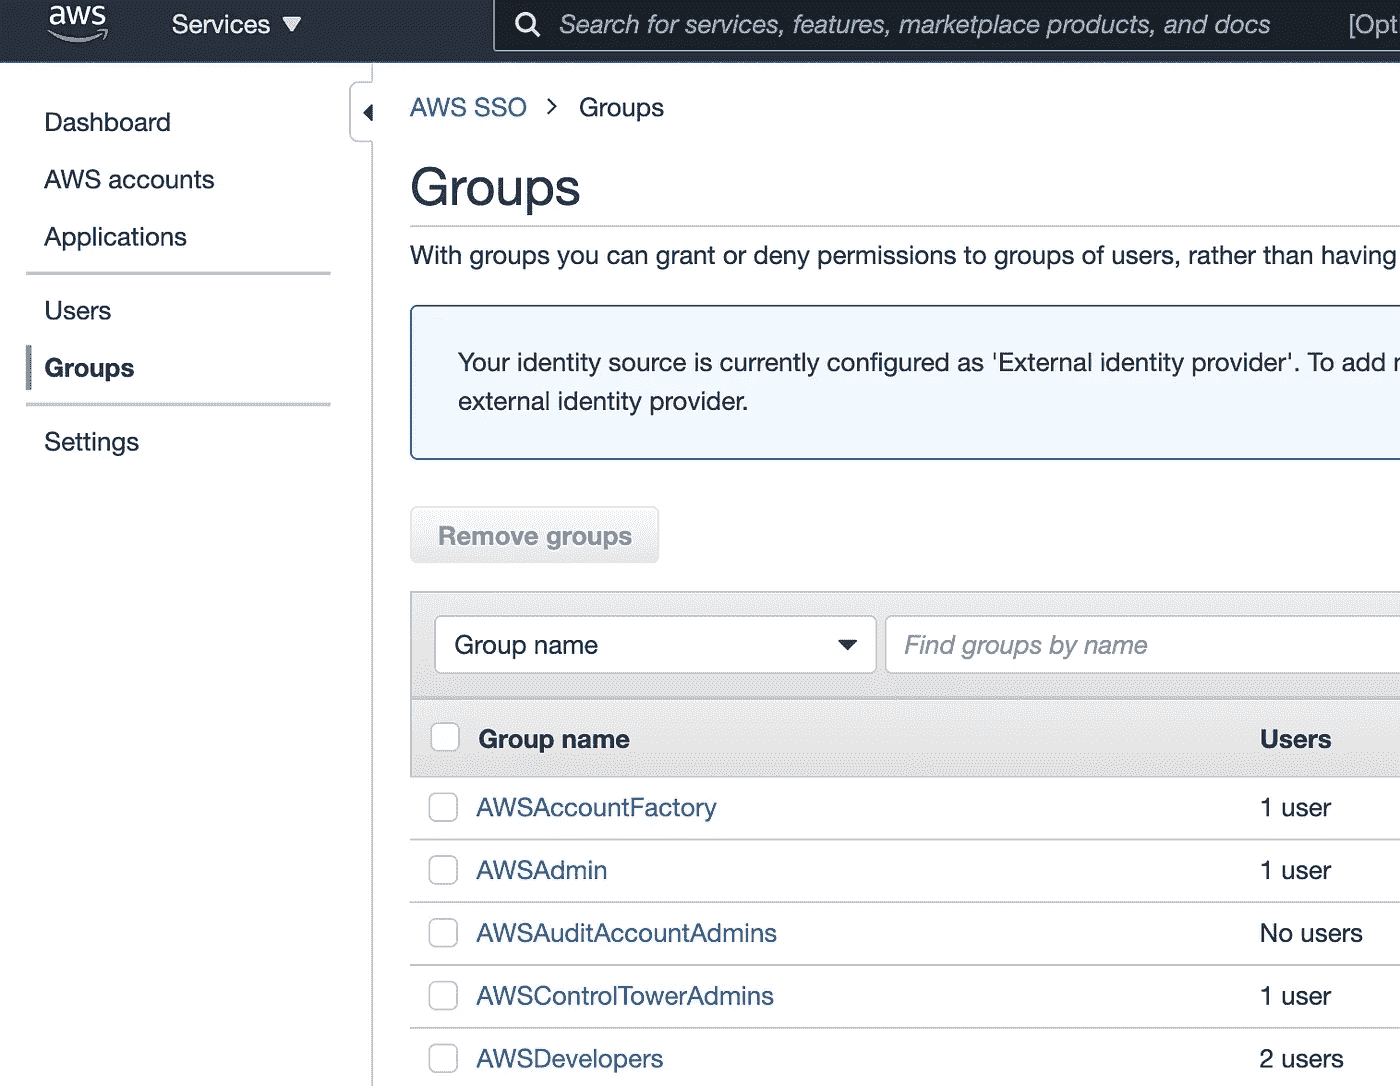 aws Services Search for services, features, marketplace products, and docs [Opt
Dashboard
AWS accounts
Applications
Users
Groups
Settings
AWS SSO > Groups
Groups
With groups you can grant or deny permissions to groups of users, rather than having
Your identity source is currently configured as 'External identity provider'. To add
external identity provider.
Remove groups
Group name Find groups by name
Group name Users
AWSAccountFactory 1 user
AWSAdmin 1 user
AWSAuditAccountAdmins No users
AWSControlTowerAdmins 1 user
AWSDevelopers 2 users